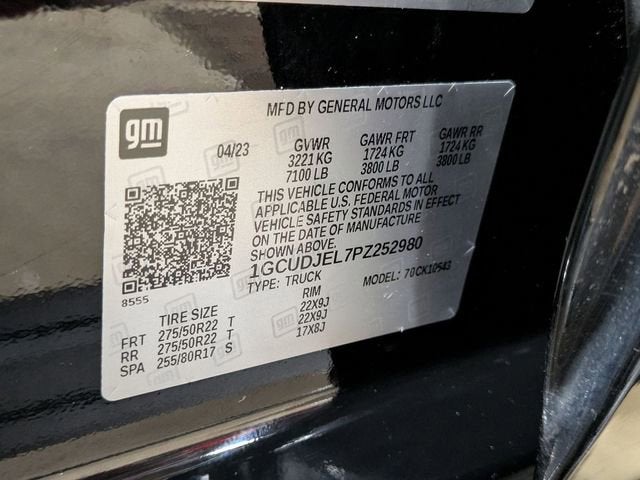 MFD BY GENERAL MOTORS LLC
gm
04/23 GVWR GAWR FRT GAWR RR
3221 KG 1724 KG 1724 KG
7100 LB 3800 LB 3800 LB
THIS VEHICLE CONFORMS TO ALL
APPLICABLE U.S. FEDERAL MOTOR
VEHICLE SAFETY STANDARDS IN EFFECT
ON THE DATE OF MANUFACTURE
SHOWN ABOVE.
1GCUDJEL7PZ252980
TYPE: TRUCK MODEL: 70CK10543
8555
TIRE SIZE RIM
FRT 275/50R22 T 22X9J
RR 275/50R22 T 22X9J
SPA 255/80R17 S 17X8J